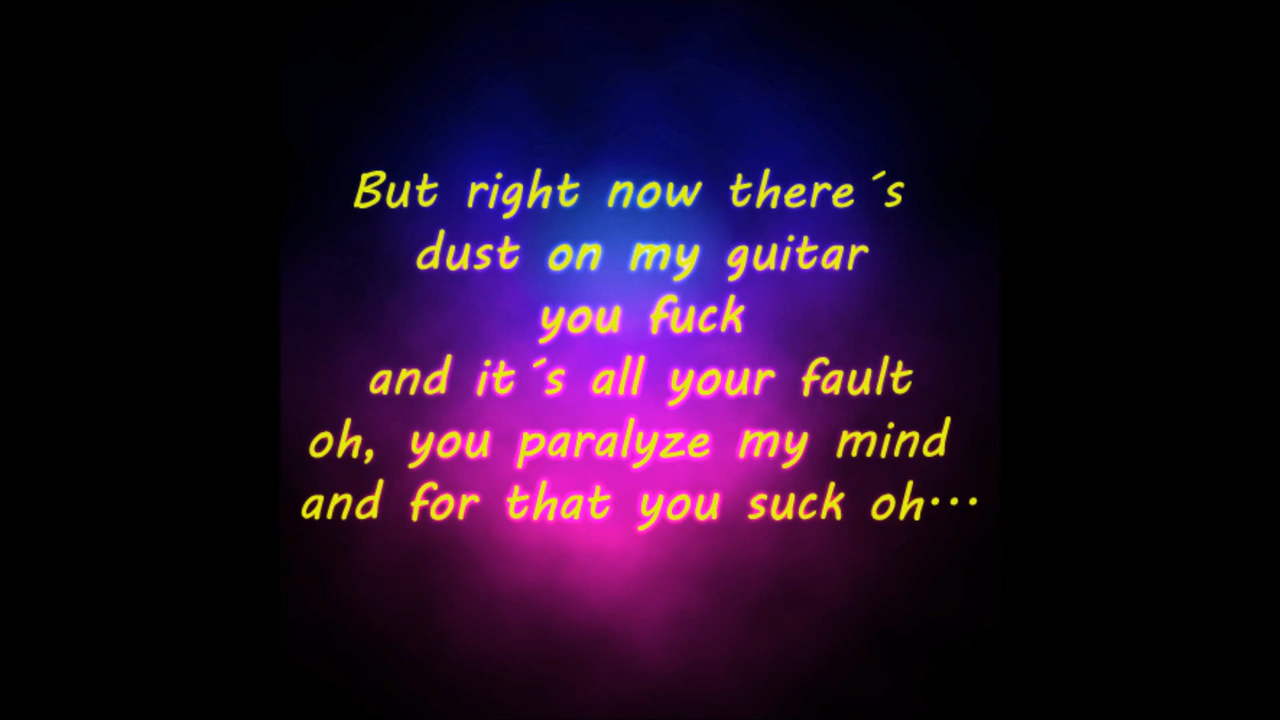 But right now there´s
dust on my guitar
you fuck
and it´s all your fault
oh, you paralyze my mind
and for that you suck oh···